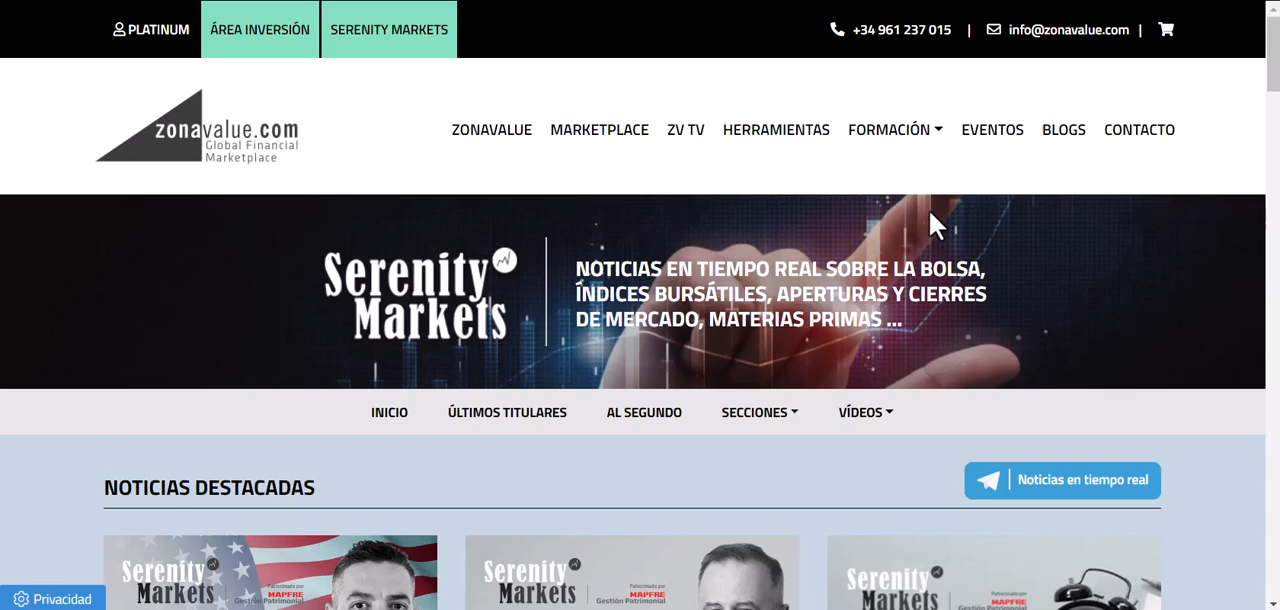 PLATINUM
ÁREA INVERSIÓN
SERENITY MARKETS
+34 961 237 015 | info@zonavalue.com |
zonavalue.com
Global Financial
Marketplace
ZONAVALUE MARKETPLACE ZV TV HERRAMIENTAS FORMACIÓN EVENTOS BLOGS CONTACTO
Serenity
Markets
NOTICIAS EN TIEMPO REAL SOBRE LA BOLSA,
ÍNDICES BURSÁTILES, APERTURAS Y CIERRES
DE MERCADO, MATERIAS PRIMAS ...
INICIO ÚLTIMOS TITULARES AL SEGUNDO SECCIONES VÍDEOS
NOTICIAS DESTACADAS
Noticias en tiempo real
Serenity
Markets
Patrocinado por
MAPFRE
Gestión Patrimonial
Serenity
Markets
Patrocinado por
MAPFRE
Gestión Patrimonial
Serenity
Markets
Patrocinado por
MAPFRE
Privacidad